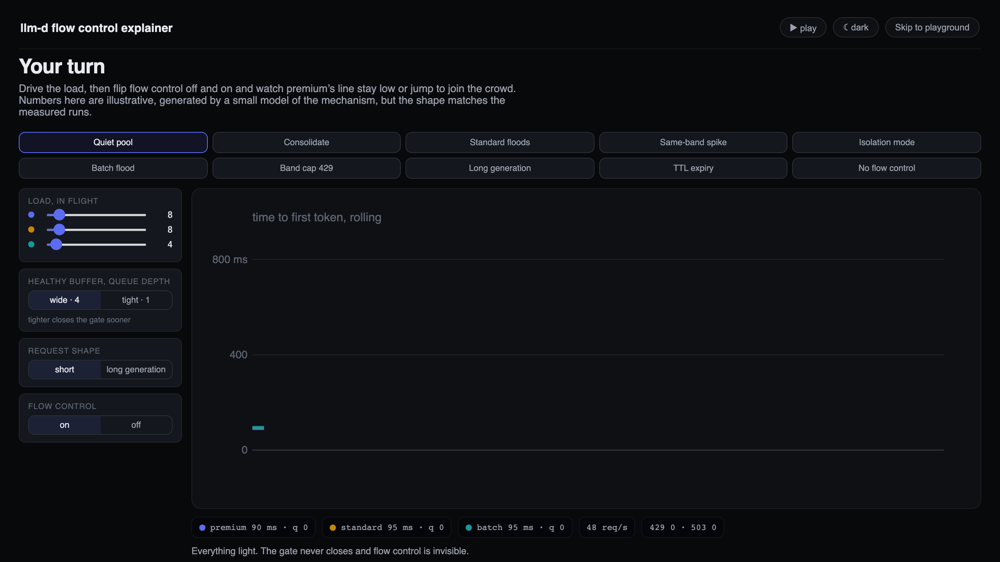 llm-d flow control explainer
▶ play
☾ dark
Skip to playground
Your turn
Drive the load, then flip flow control off and on and watch premium’s line stay low or jump to join the crowd.
Numbers here are illustrative, generated by a small model of the mechanism, but the shape matches the
measured runs.
Quiet pool
Consolidate
Standard floods
Same-band spike
Isolation mode
Batch flood
Band cap 429
Long generation
TTL expiry
No flow control
LOAD, IN FLIGHT
8
8
4
HEALTHY BUFFER, QUEUE DEPTH
wide · 4
tight · 1
tighter closes the gate sooner
REQUEST SHAPE
short
long generation
FLOW CONTROL
on
off
time to first token, rolling
800 ms
400
0
premium 90 ms · q 0
standard 95 ms · q 0
batch 95 ms · q 0
48 req/s
429 0 · 503 0
Everything light. The gate never closes and flow control is invisible.